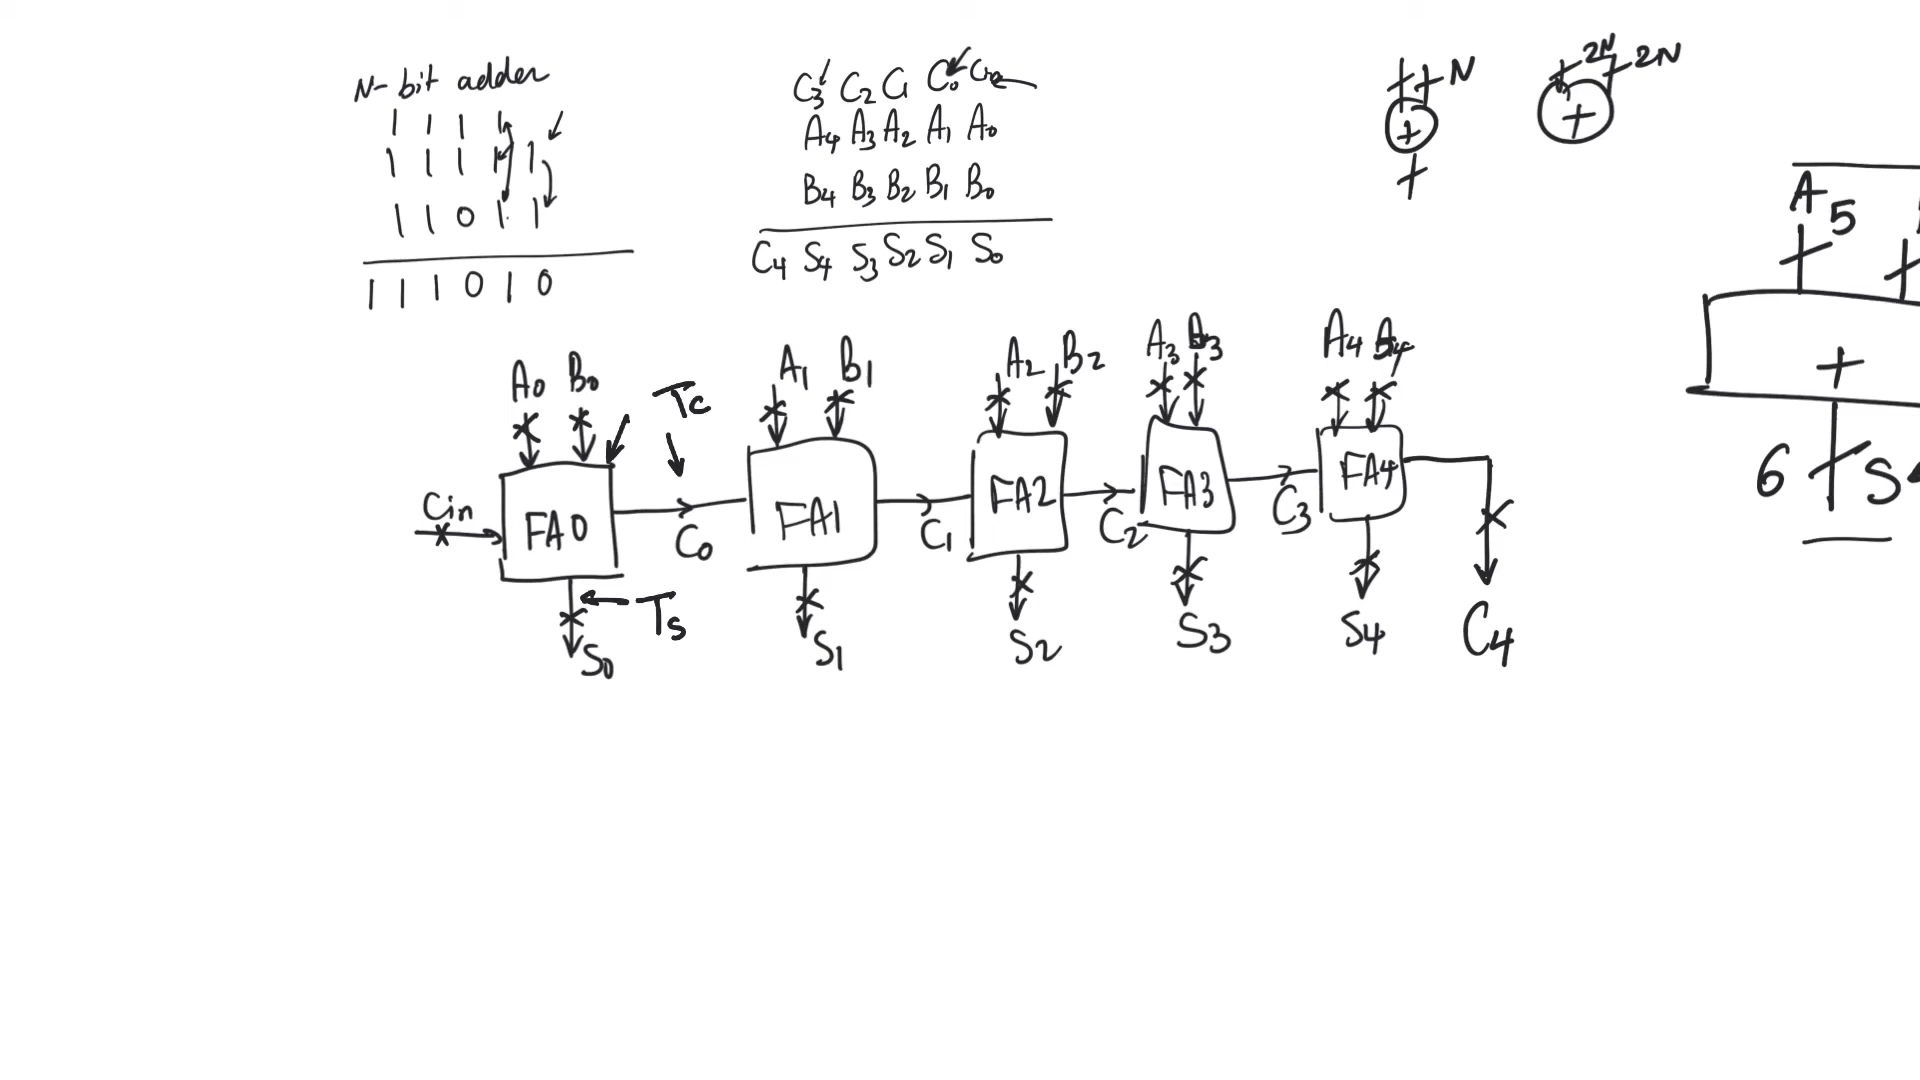 N-bit adder
1 1 1 1
1 1 1 1 1
1 1 0 1 1
1 1 1 0 1 0
C3 C2 C1 C0
A4 A3 A2 A1 A0
B4 B3 B2 B1 B0
C4 S4 S3 S2 S1 S0
N
+
2N 2N
+
A 5
+
6 S
A0 B0
Tc
A1 B1
A2 B2
A3 B3
A4
Cin
FA0
C0
FA1
C1
FA2
C2
FA3
C3
FA4
Ts
S0
S1
S2
S3
S4
C4